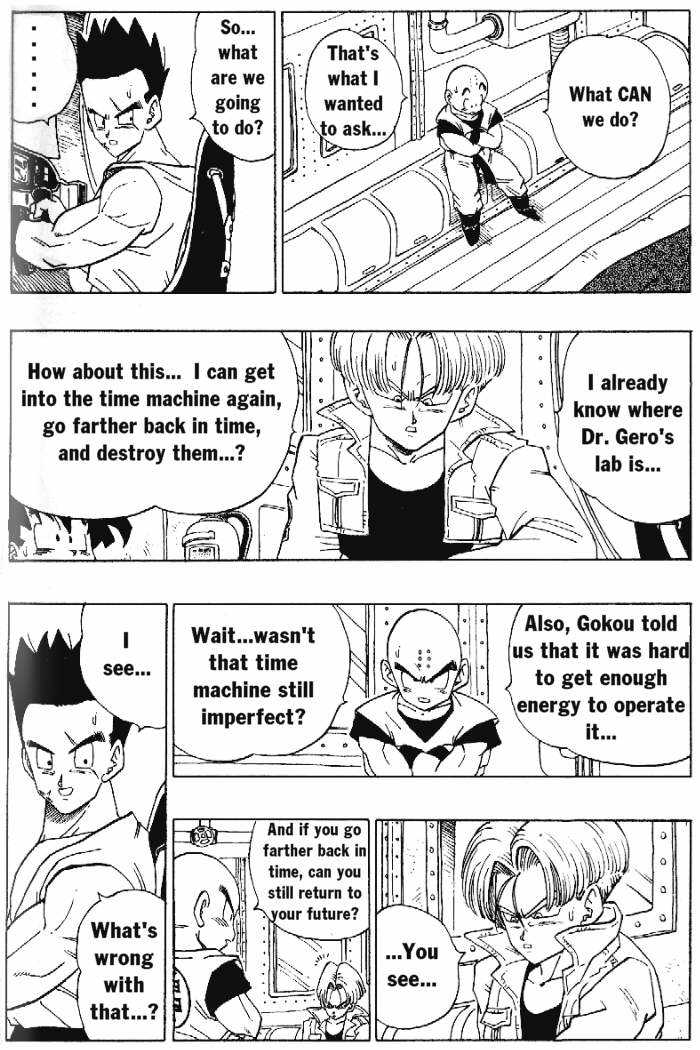 ......
So...
what
are we
going
to do?
That's
what I
wanted
to ask...
What CAN
we do?
How about this... I can get
into the time machine again,
go farther back in time,
and destroy them...?
I already
know where
Dr. Gero's
lab is...
I
see...
What's
wrong
with
that...?
Wait...wasn't
that time
machine still
imperfect?
Also, Gokou told
us that it was hard
to get enough
energy to operate
it...
And if you go
farther back in
time, can you
still return to
your future?
...You
see...